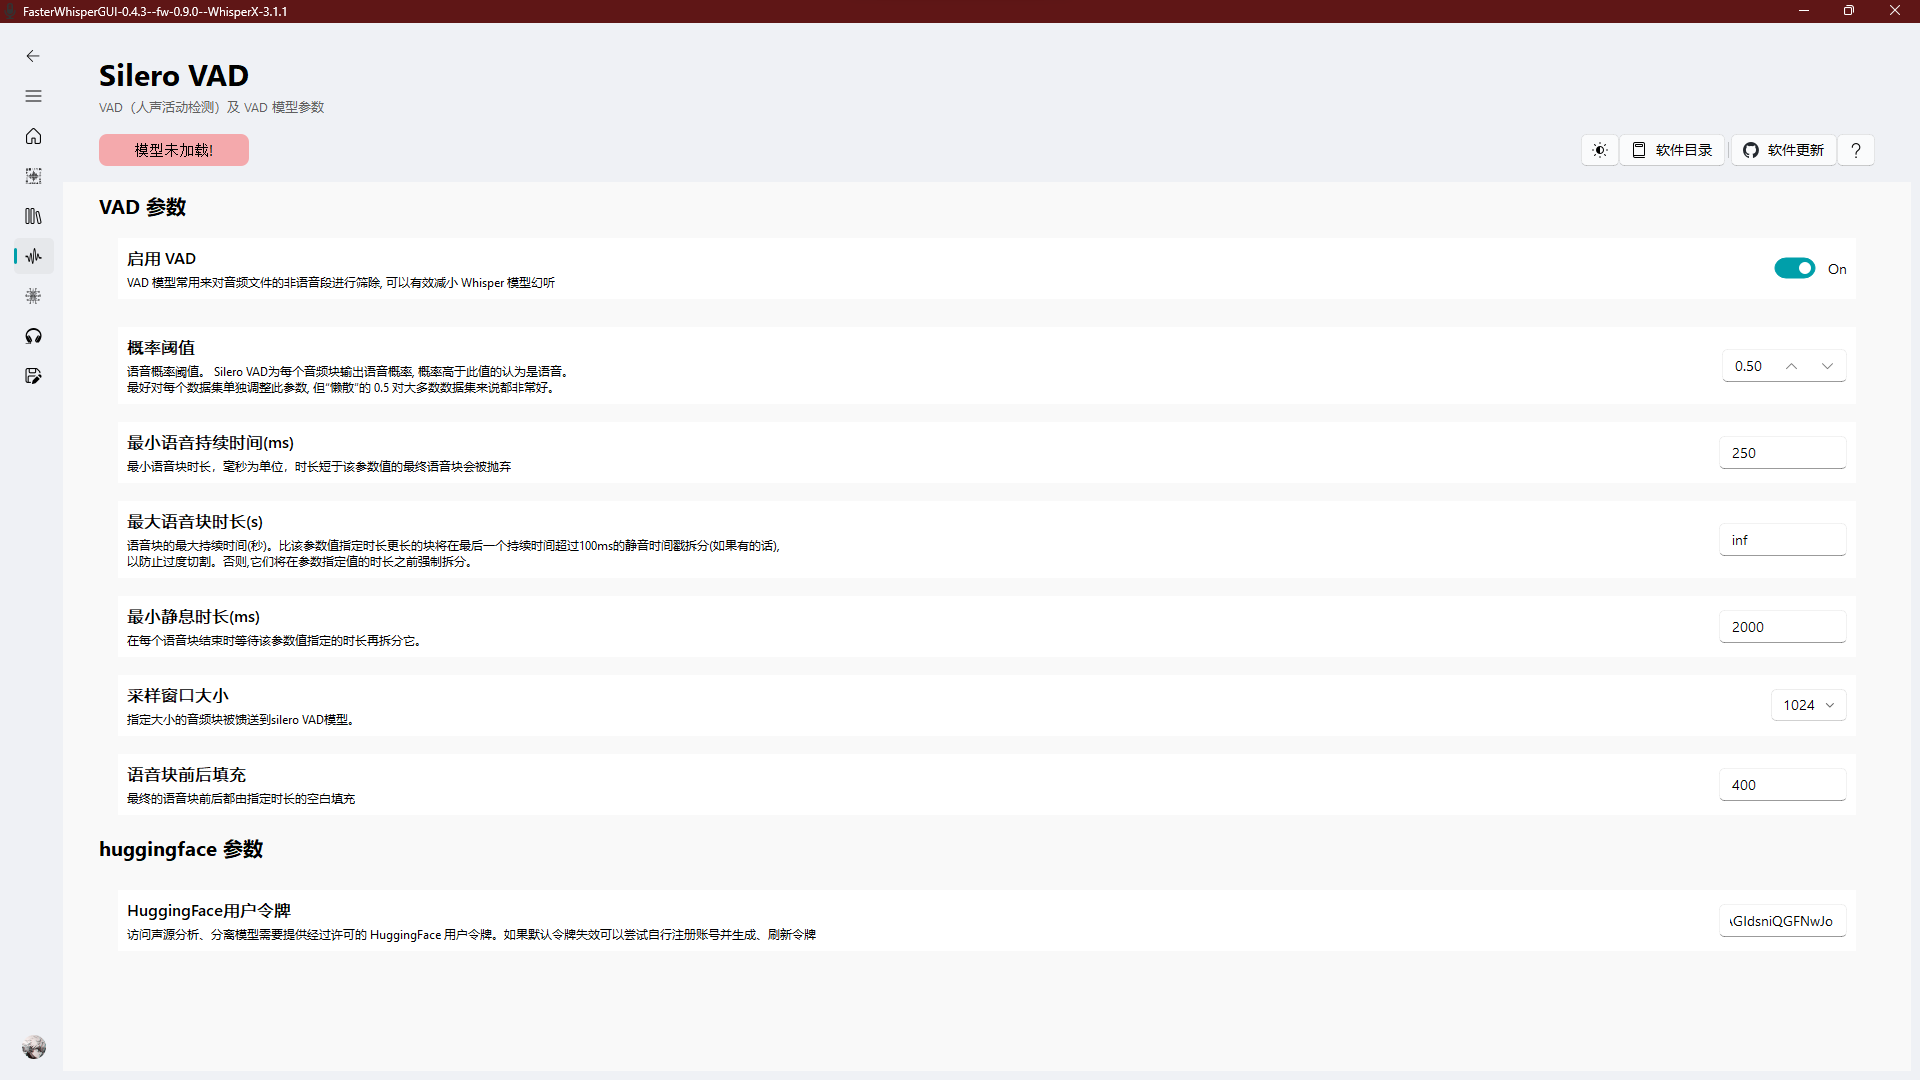 FasterWhisperGUI-0.4.3--fw-0.9.0--WhisperX-3.1.1
Silero VAD
VAD（人声活动检测）及 VAD 模型参数
模型未加载!
软件目录
软件更新
?
VAD 参数
启用 VAD
VAD 模型常用来对音频文件的非语音段进行筛除, 可以有效减小 Whisper 模型幻听
On
概率阈值
语音概率阈值。 Silero VAD为每个音频块输出语音概率, 概率高于此值的认为是语音。
最好对每个数据集单独调整此参数, 但“懒散”的 0.5 对大多数数据集来说都非常好。
0.50
最小语音持续时间(ms)
最小语音块时长，毫秒为单位，时长短于该参数值的最终语音块会被抛弃
250
最大语音块时长(s)
语音块的最大持续时间(秒)。比该参数值指定时长更长的块将在最后一个持续时间超过100ms的静音时间戳拆分(如果有的话),
以防止过度切割。否则,它们将在参数指定值的时长之前强制拆分。
inf
最小静息时长(ms)
在每个语音块结束时等待该参数值指定的时长再拆分它。
2000
采样窗口大小
指定大小的音频块被馈送到silero VAD模型。
1024
语音块前后填充
最终的语音块前后都由指定时长的空白填充
400
huggingface 参数
HuggingFace用户令牌
访问声源分析、分离模型需要提供经过许可的 HuggingFace 用户令牌。如果默认令牌失效可以尝试自行注册账号并生成、刷新令牌